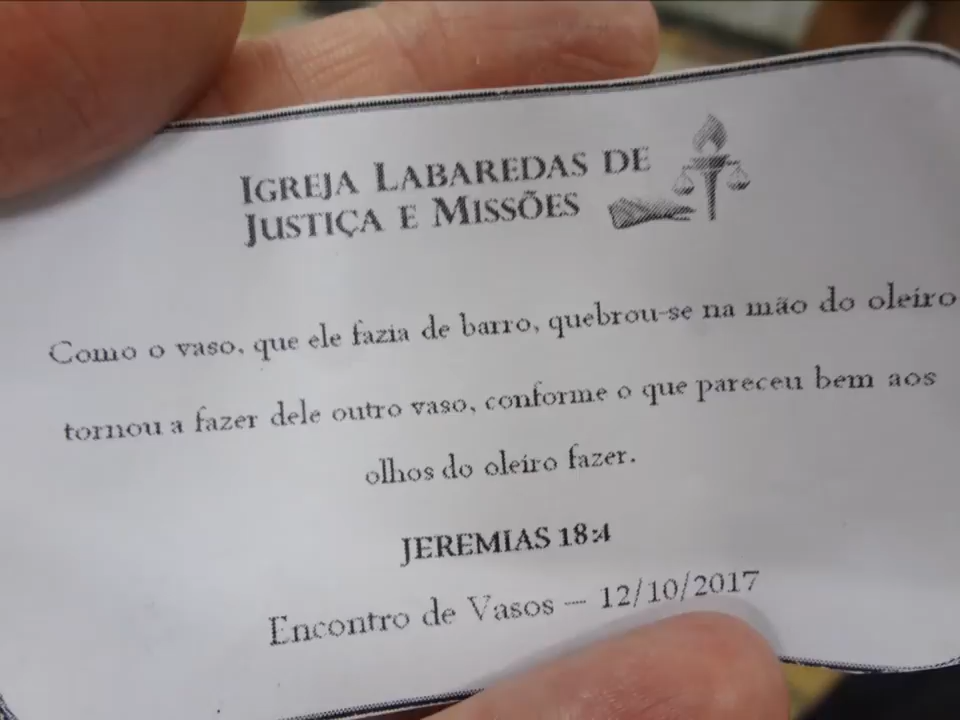 IGREJA LABAREDAS DE
JUSTIÇA E MISSÕES
Como o vaso, que ele fazia de barro, quebrou-se na mão do oleiro
tornou a fazer dele outro vaso, conforme o que pareceu bem aos
olhos do oleiro fazer.
JEREMIAS 18:4
Encontro de Vasos – 12/10/2017